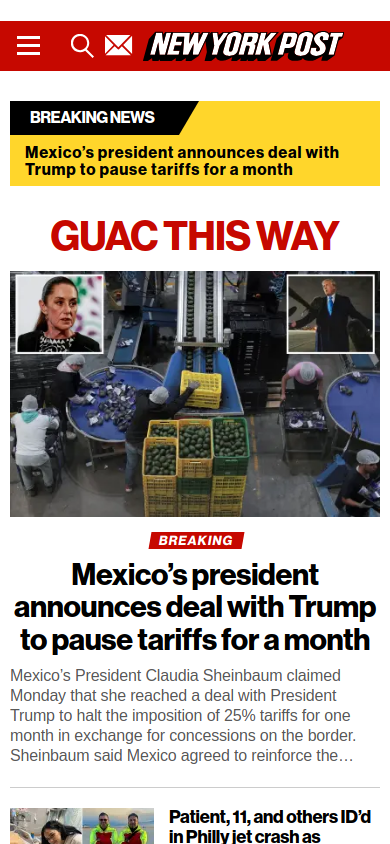 NEW YORK POST
BREAKING NEWS
Mexico's president announces deal with
Trump to pause tariffs for a month
GUAC THIS WAY
BREAKING
Mexico's president
announces deal with Trump
to pause tariffs for a month
Mexico's President Claudia Sheinbaum claimed
Monday that she reached a deal with President
Trump to halt the imposition of 25% tariffs for one
month in exchange for concessions on the border.
Sheinbaum said Mexico agreed to reinforce the…
Patient, 11, and others ID'd
in Philly jet crash as